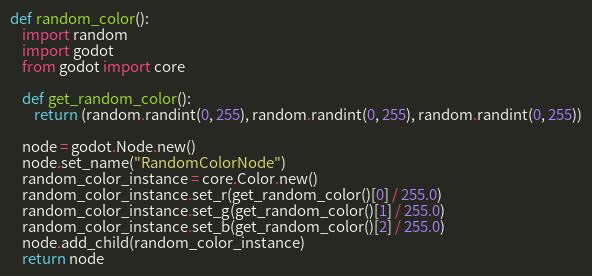 def random_color():
    import random
    import godot
    from godot import core

    def get_random_color():
        return (random.randint(0, 255), random.randint(0, 255), random.randint(0, 255))

    node = godot.Node.new()
    node.set_name("RandomColorNode")
    random_color_instance = core.Color.new()
    random_color_instance.set_r(get_random_color()[0] / 255.0)
    random_color_instance.set_g(get_random_color()[1] / 255.0)
    random_color_instance.set_b(get_random_color()[2] / 255.0)
    node.add_child(random_color_instance)
    return node